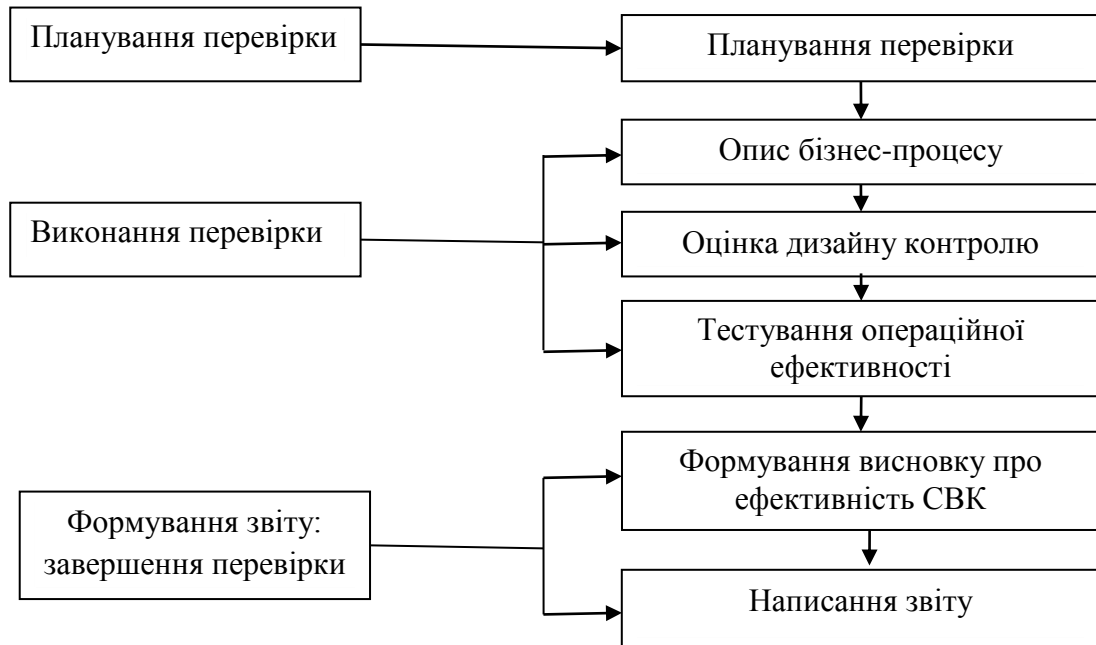 Планування перевірки
Планування перевірки
Опис бізнес-процесу
Виконання перевірки
Оцінка дизайну контролю
Тестування операційної
ефективності
Формування висновку про
ефективність СВК
Формування звіту:
завершення перевірки
Написання звіту